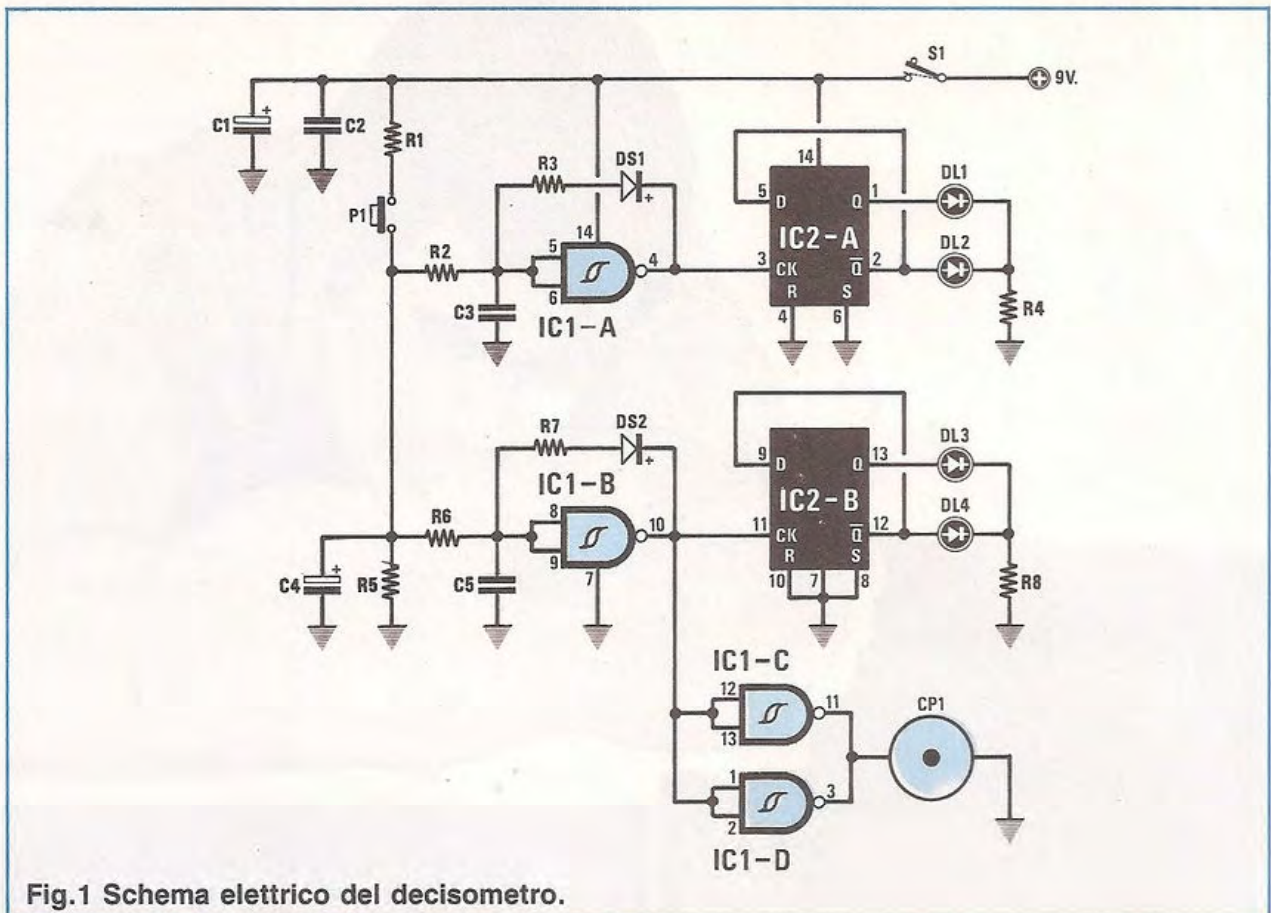 S1
9V.
C1
+
C2
R1
P1
R3
DS1
+
14
5
6
4
R2
C3
IC1-A
14
5
D
Q
1
IC2-A
3
CK
Q
2
R
S
4
6
DL1
DL2
R4
R7
DS2
+
IC1-B
8
9
10
7
R6
C4
+
R5
C5
9
D
Q
13
IC2-B
11
CK
Q
12
R
S
10
7
8
DL3
DL4
R8
IC1-C
12
13
11
CP1
1
2
3
IC1-D
Fig.1 Schema elettrico del decisometro.